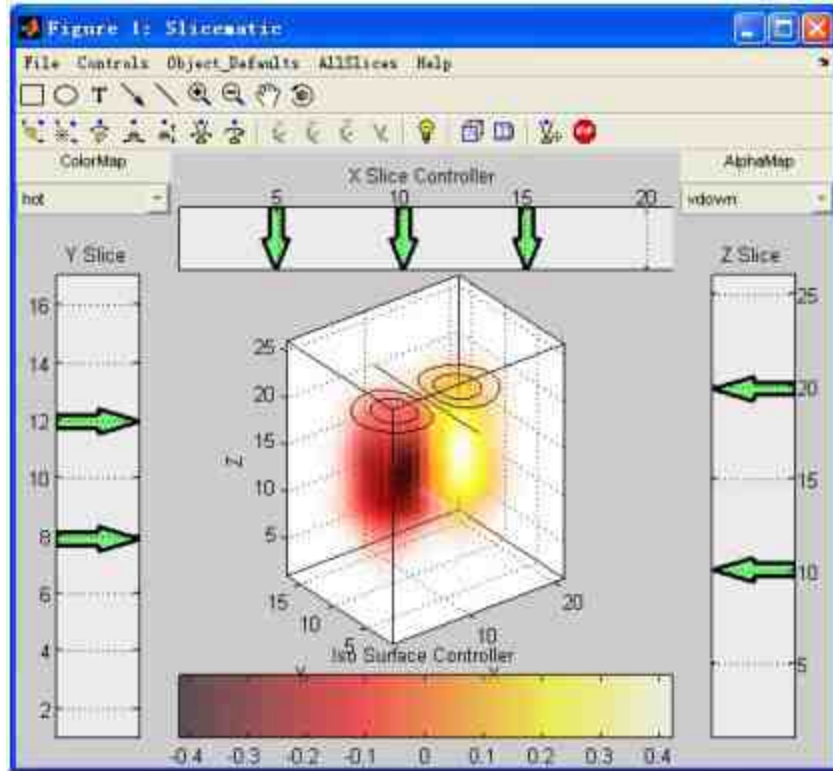 Figure 1: Slicematic
File Controls Object_Defaults AllSlices Help
T
ColorMap
AlphaMap
hot
vdown
X Slice Controller
5 10 15 20
Y Slice
16
14
12
10
8
6
4
2
Z
25
20
15
10
5
15
10
5
10
20
Iso Surface Controller
-0.4 -0.3 -0.2 -0.1 0 0.1 0.2 0.3 0.4
Z Slice
25
20
15
10
5